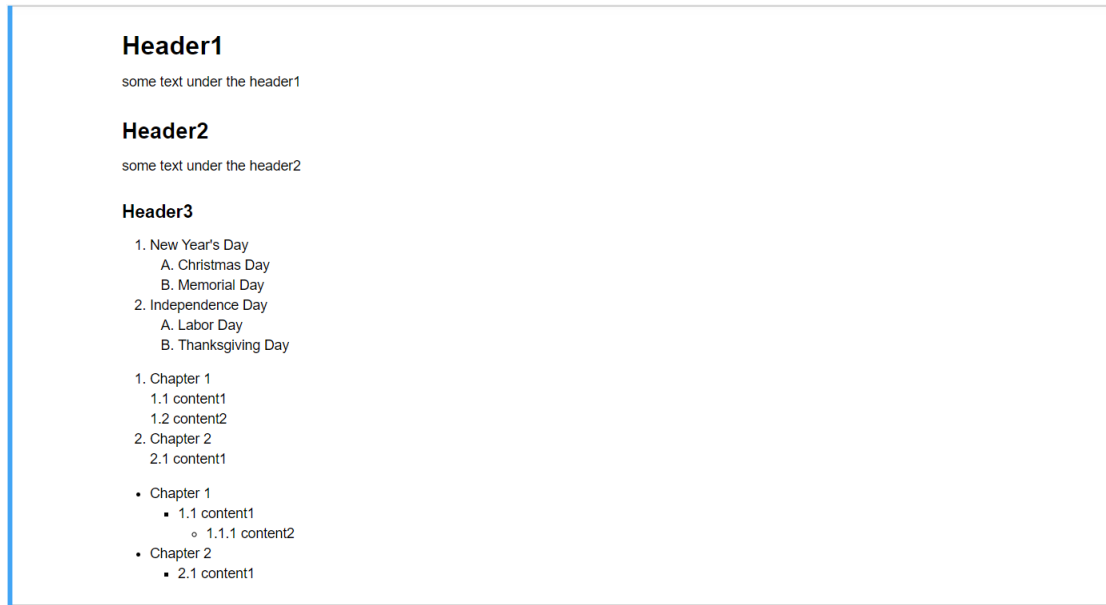 Header1
some text under the header1
Header2
some text under the header2
Header3
1. New Year's Day
A. Christmas Day
B. Memorial Day
2. Independence Day
A. Labor Day
B. Thanksgiving Day
1. Chapter 1
1.1 content1
1.2 content2
2. Chapter 2
2.1 content1
• Chapter 1
▪ 1.1 content1
◦ 1.1.1 content2
• Chapter 2
▪ 2.1 content1